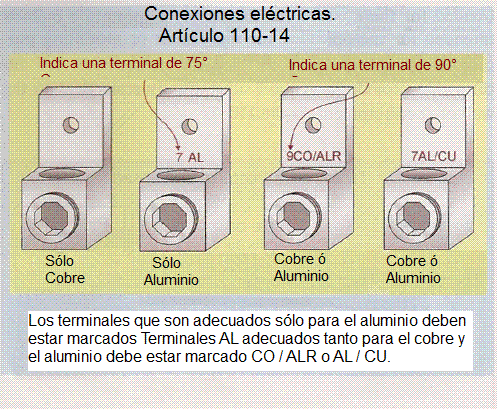 Conexiones eléctricas.
Artículo 110-14
Indica una terminal de 75°
Indica una terminal de 90°
7 AL
9CO/ALR
7AL/CU
Sólo
Cobre
Sólo
Aluminio
Cobre ó
Aluminio
Cobre ó
Aluminio
Los terminales que son adecuados sólo para el aluminio deben
estar marcados Terminales AL adecuados tanto para el cobre y
el aluminio debe estar marcado CO / ALR o AL / CU.